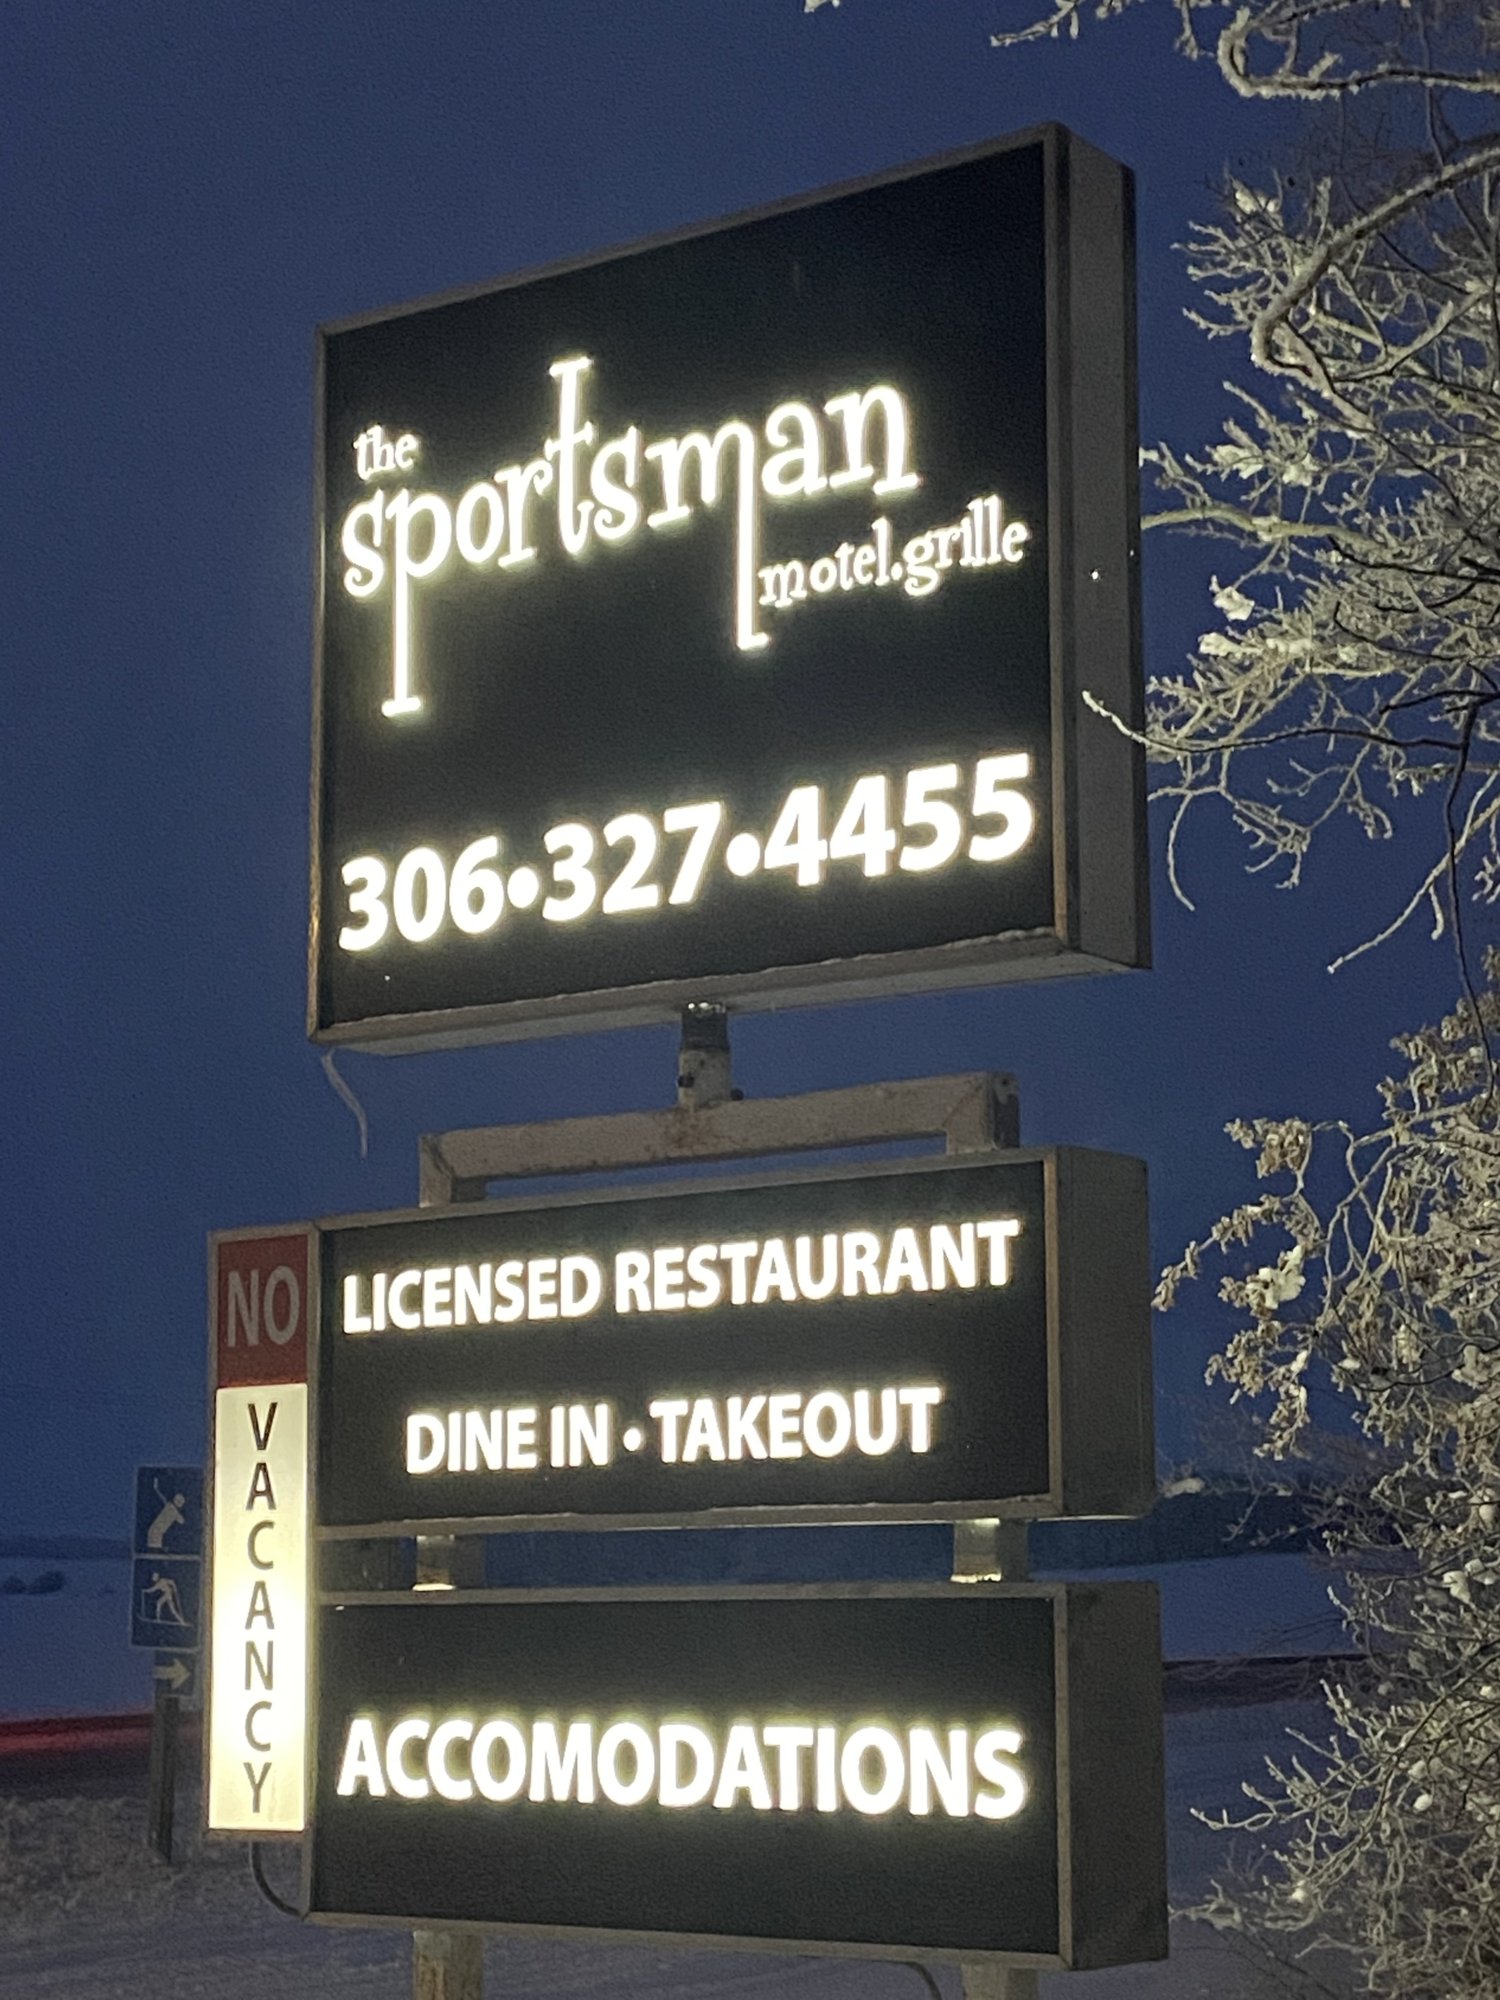 the
sportsman
motel.grille
306•327•4455
LICENSED RESTAURANT
DINE IN • TAKEOUT
NO
VACANCY
ACCOMODATIONS